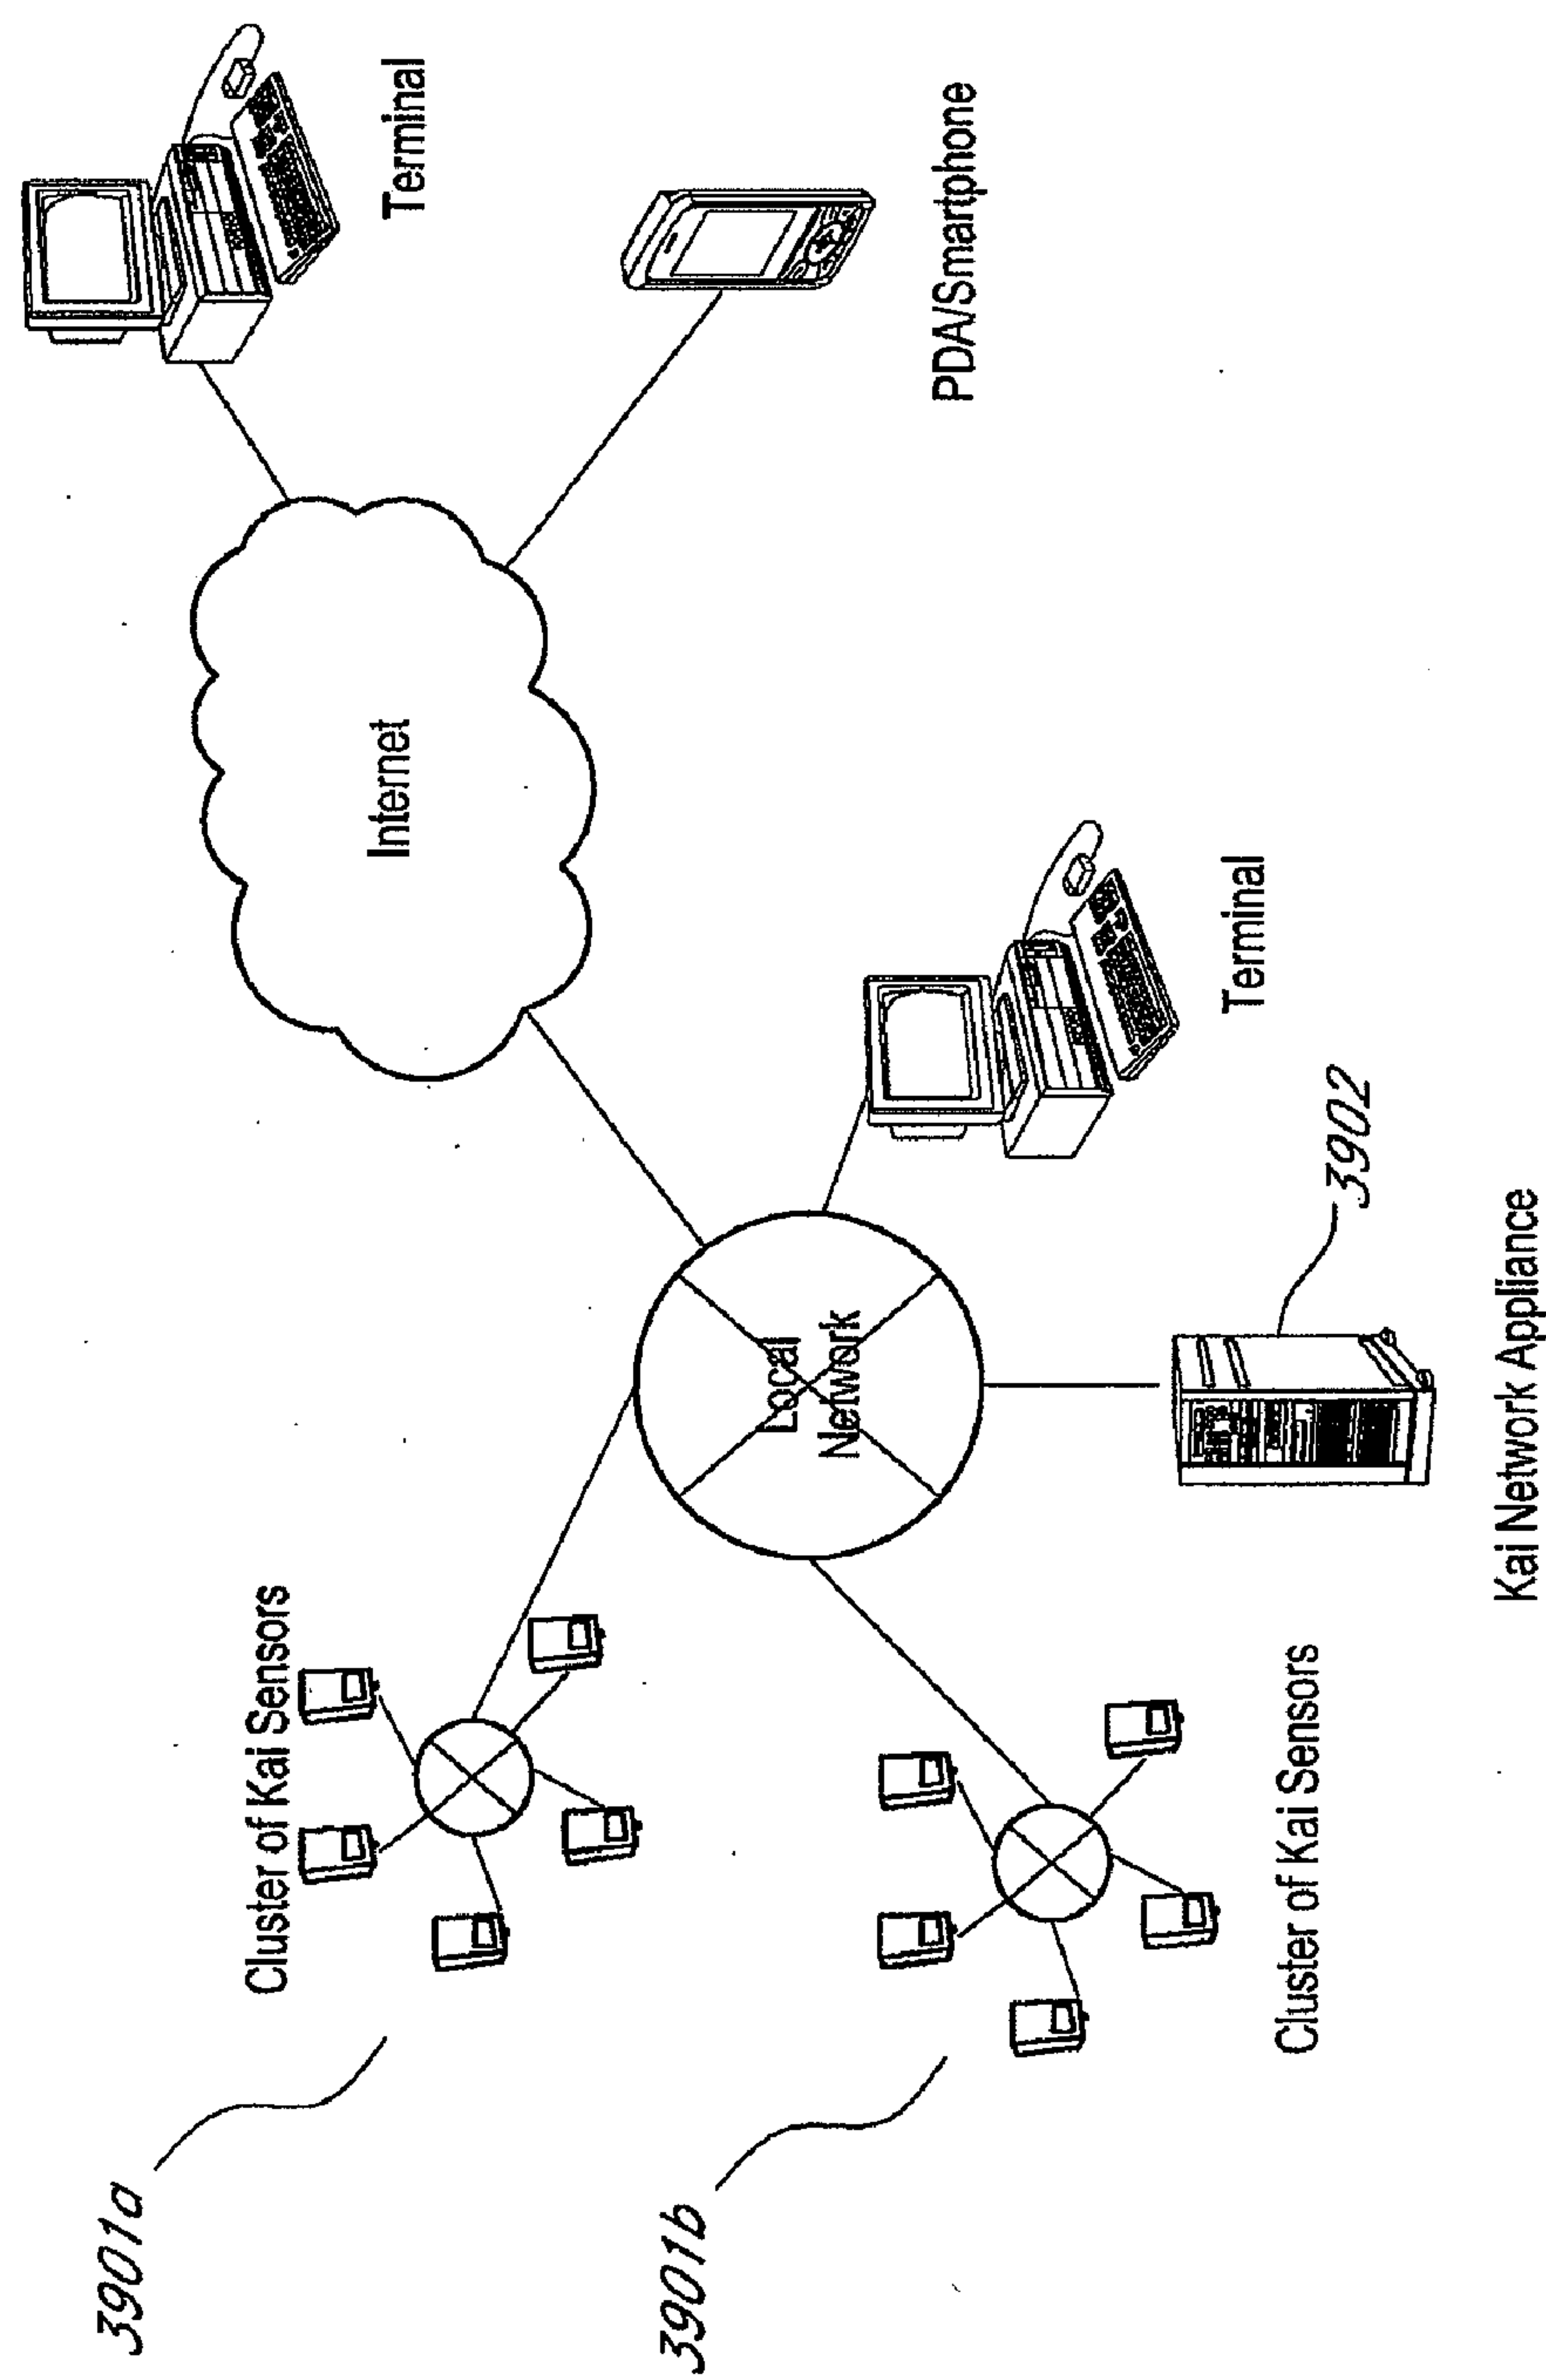 3901a
Cluster of Kai Sensors
Internet
Terminal
3901b
Local
Network
PDA/Smartphone
Cluster of Kai Sensors
Terminal
3902
Kai Network Appliance